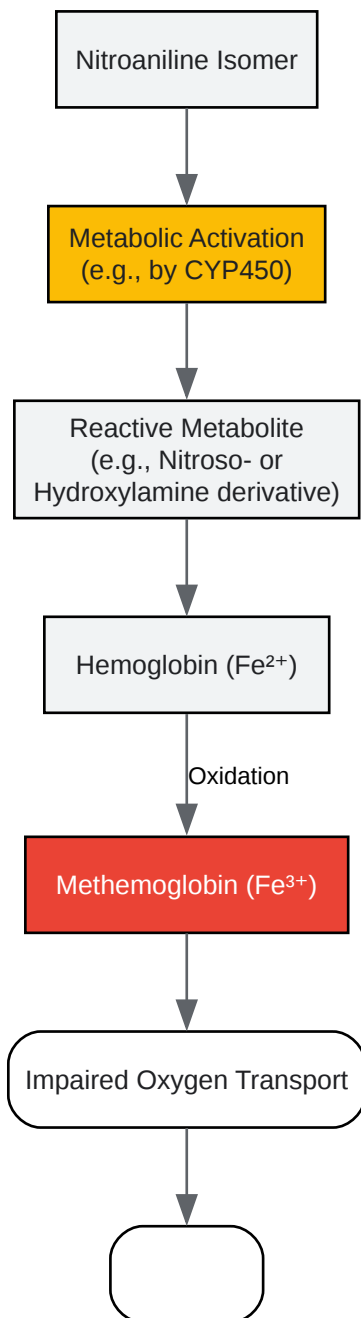 Nitroaniline Isomer
Metabolic Activation
(e.g., by CYP450)
Reactive Metabolite
(e.g., Nitroso- or
Hydroxylamine derivative)
Hemoglobin (Fe²⁺)
Oxidation
Methemoglobin (Fe³⁺)
Impaired Oxygen Transport